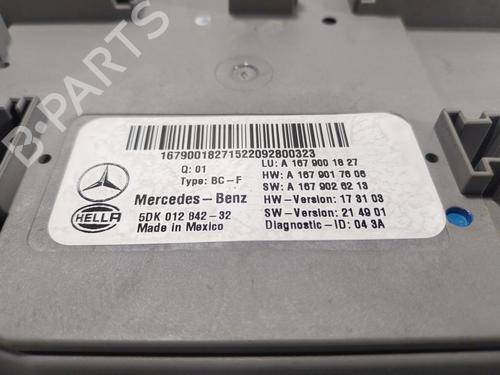 B-PARTS
16790018271522092800323
Q: 01
Type: BC-F
Mercedes-Benz
HELLA
5DK 012 842-32
Made in Mexico
LU: A 167 900 18 27
HW: A 167 901 76 06
SW: A 167 902 62 13
HW-Version: 17 31 03
SW-Version: 21 49 01
Diagnostic-ID: 04 3A